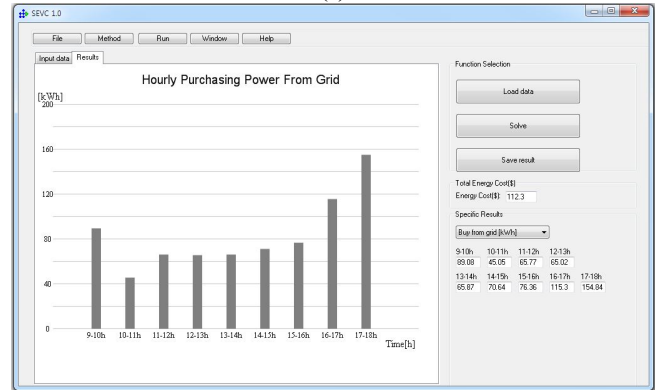 SEVC 1.0
File Method Run Window Help
Input data Results
Hourly Purchasing Power From Grid
[kWh]
200
160
120
80
40
0
9-10h 10-11h 11-12h 12-13h 13-14h 14-15h 15-16h 16-17h 17-18h
Time[h]
Function Selection
Load data
Solve
Save result
Total Energy Cost($)
Energy Cost($): 112.3
Specific Results
Buy from grid [kWh]
9-10h 10-11h 11-12h 12-13h
89.08 45.05 65.77 65.02
13-14h 14-15h 15-16h 16-17h 17-18h
65.87 70.64 76.36 115.3 154.84